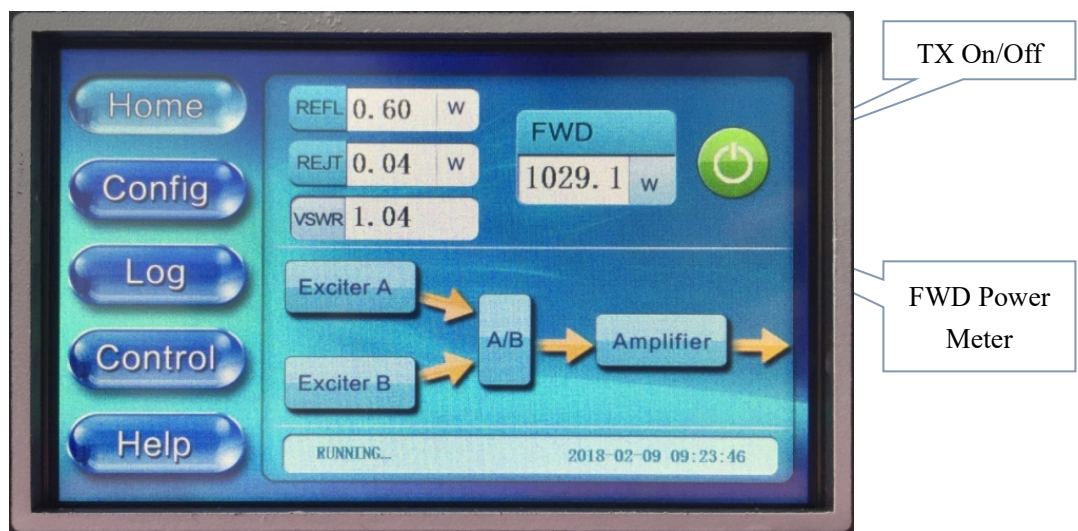 Home
Config
Log
Control
Help
REFL 0.60 W
REJT 0.04 W
VSWR 1.04
FWD
1029.1 W
Exciter A
Exciter B
A/B
Amplifier
RUNNING... 2018-02-09 09:23:46
TX On/Off
FWD Power
Meter